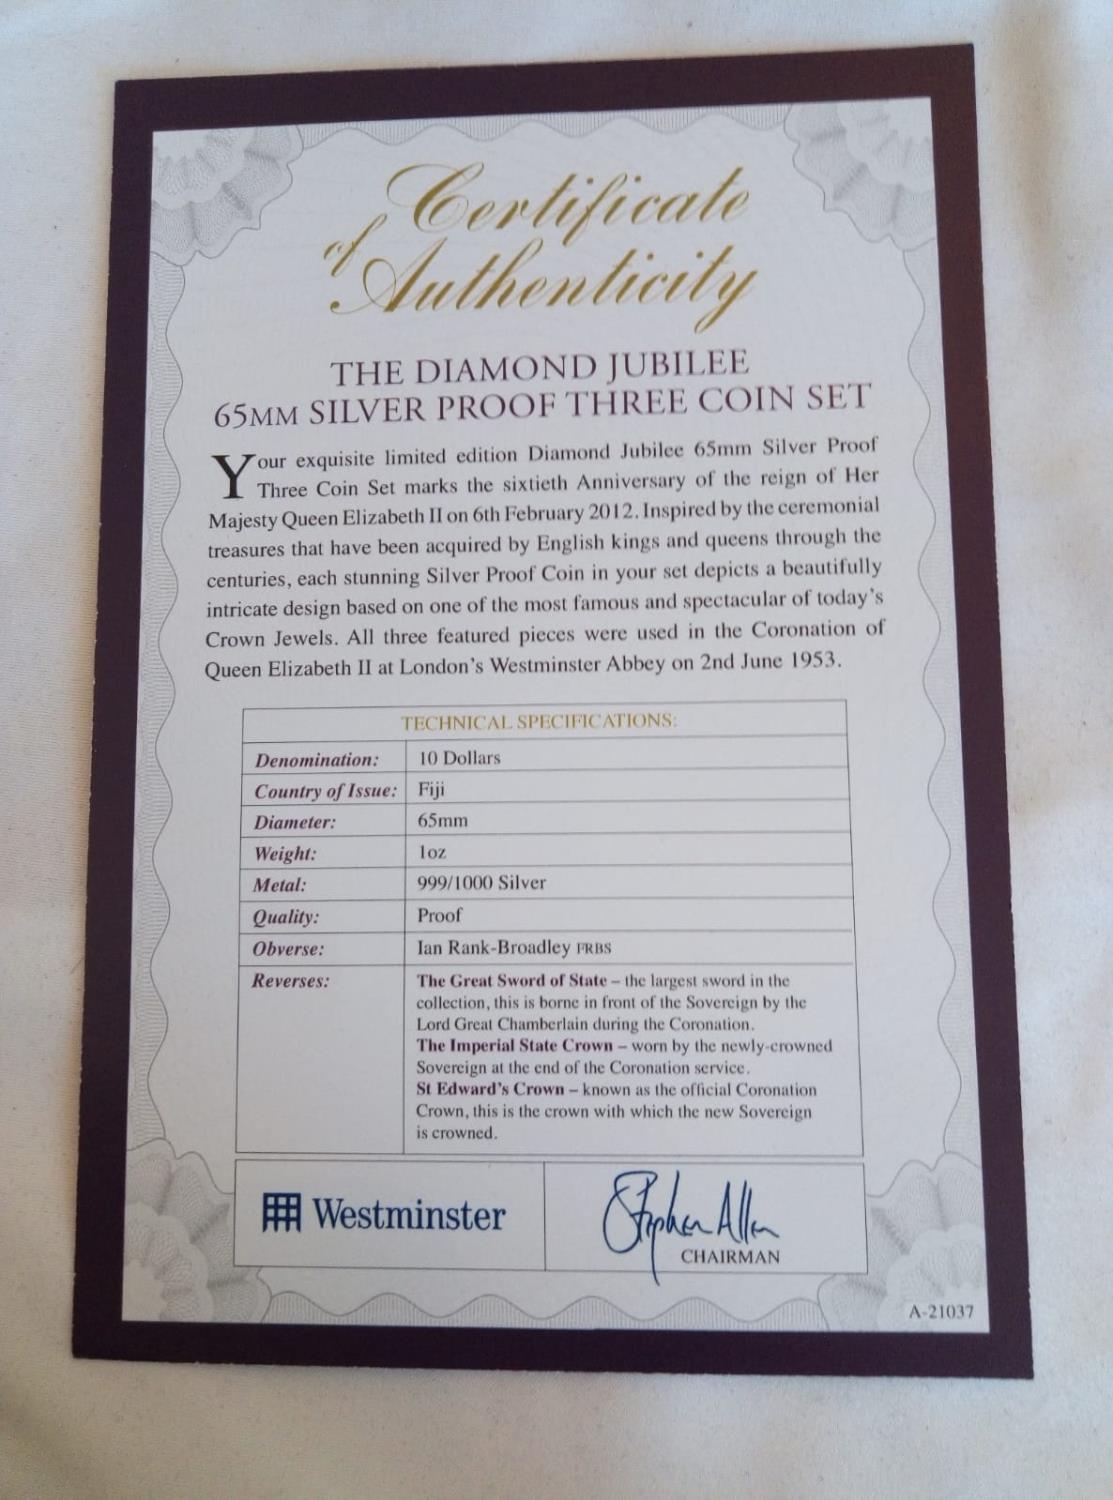 Certificate
of Authenticity
THE DIAMOND JUBILEE
65MM SILVER PROOF THREE COIN SET
Your exquisite limited edition Diamond Jubilee 65mm Silver Proof
Three Coin Set marks the sixtieth Anniversary of the reign of Her
Majesty Queen Elizabeth II on 6th February 2012. Inspired by the ceremonial
treasures that have been acquired by English kings and queens through the
centuries, each stunning Silver Proof Coin in your set depicts a beautifully
intricate design based on one of the most famous and spectacular of today's
Crown Jewels. All three featured pieces were used in the Coronation of
Queen Elizabeth II at London's Westminster Abbey on 2nd June 1953.
TECHNICAL SPECIFICATIONS:
Denomination: 10 Dollars
Country of Issue: Fiji
Diameter: 65mm
Weight: 1oz
Metal: 999/1000 Silver
Quality: Proof
Obverse: Ian Rank-Broadley FRBS
Reverses: The Great Sword of State – the largest sword in the
collection, this is borne in front of the Sovereign by the
Lord Great Chamberlain during the Coronation.
The Imperial State Crown – worn by the newly-crowned
Sovereign at the end of the Coronation service.
St Edward's Crown – known as the official Coronation
Crown, this is the crown with which the new Sovereign
is crowned.
Westminster
Stephen Allen
CHAIRMAN
A-21037